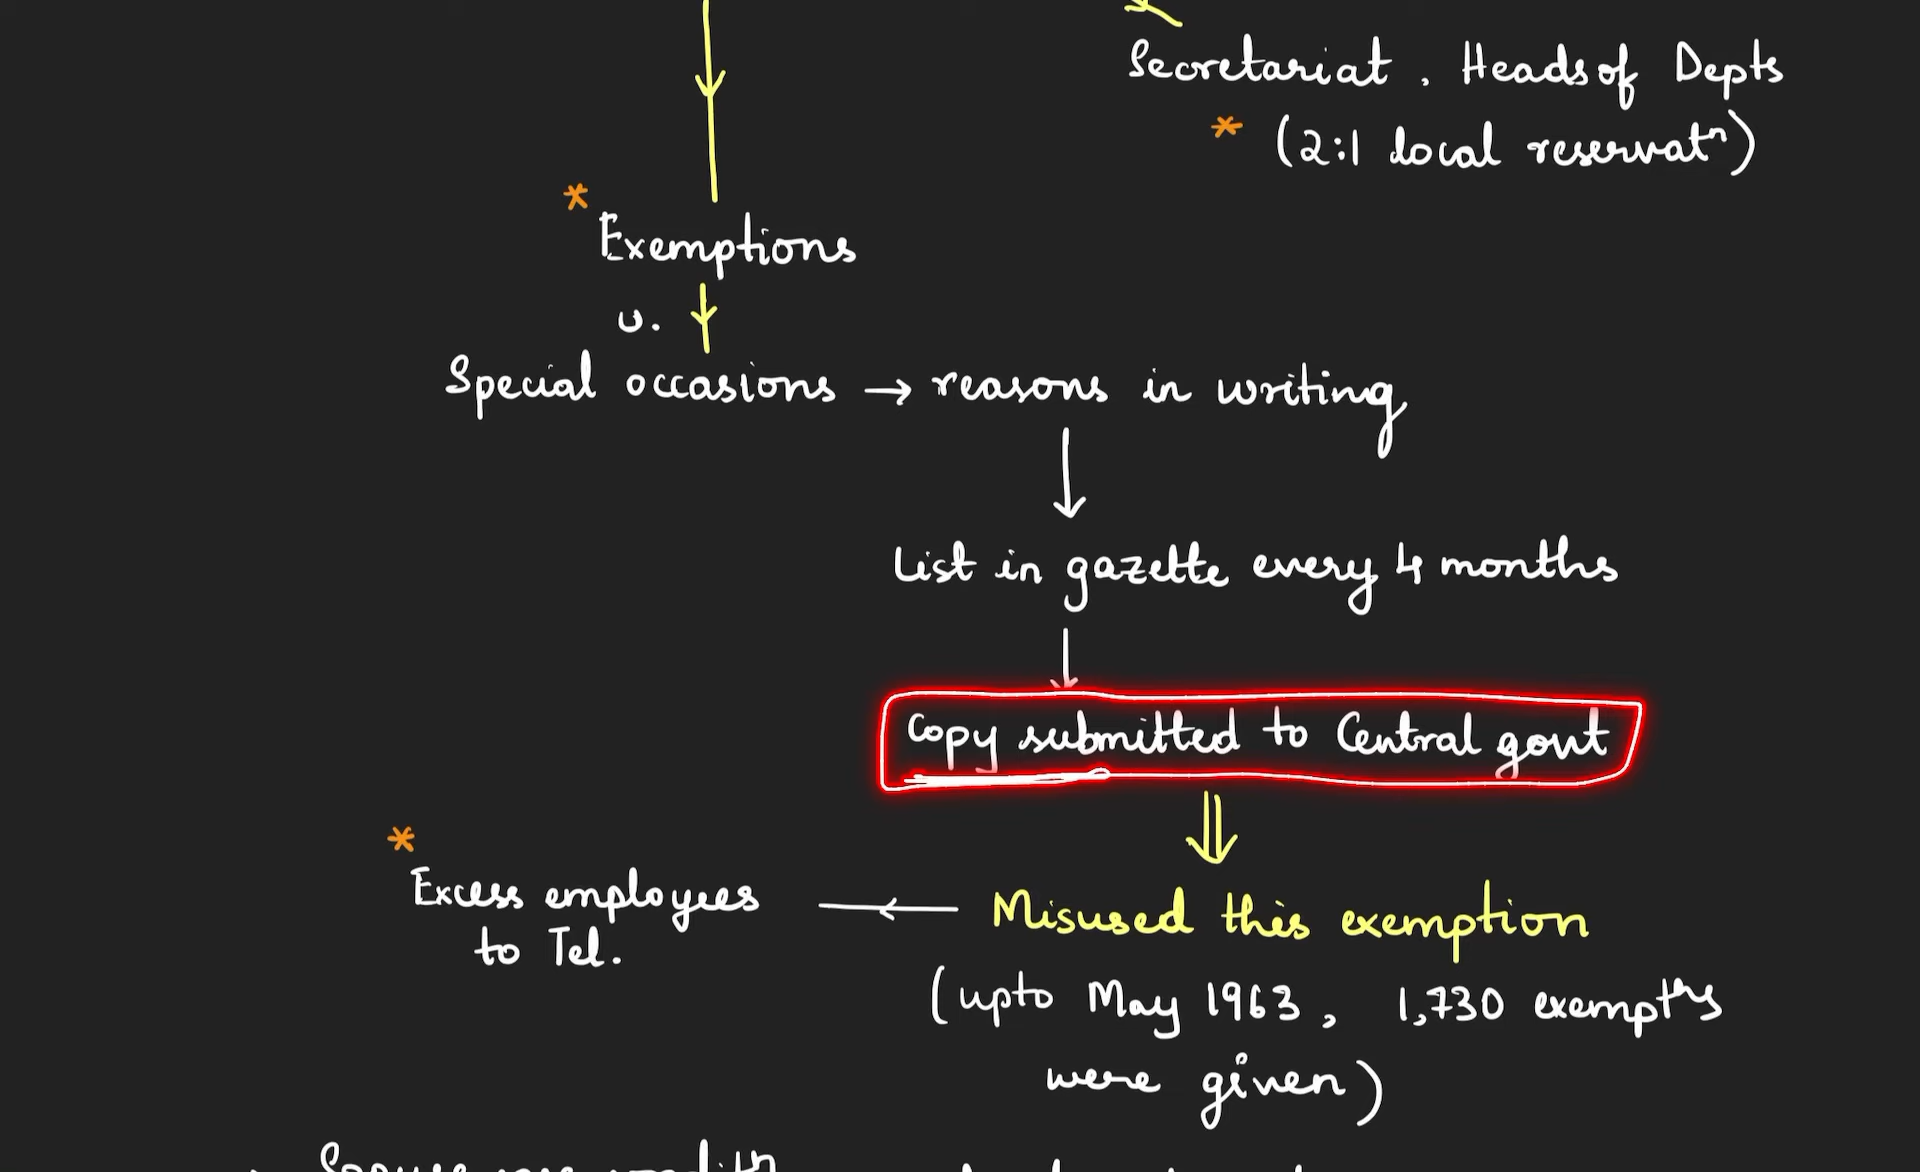 Secretariat, Heads of Depts
* (2:1 local reservatⁿ)
*
Exemptions
u.
Special occasions → reasons in writing
List in gazette every 4 months
Copy submitted to Central govt
*
Excess employees
to Tel.
Misused this exemption
(upto May 1963, 1,730 exemptⁿs
were given)